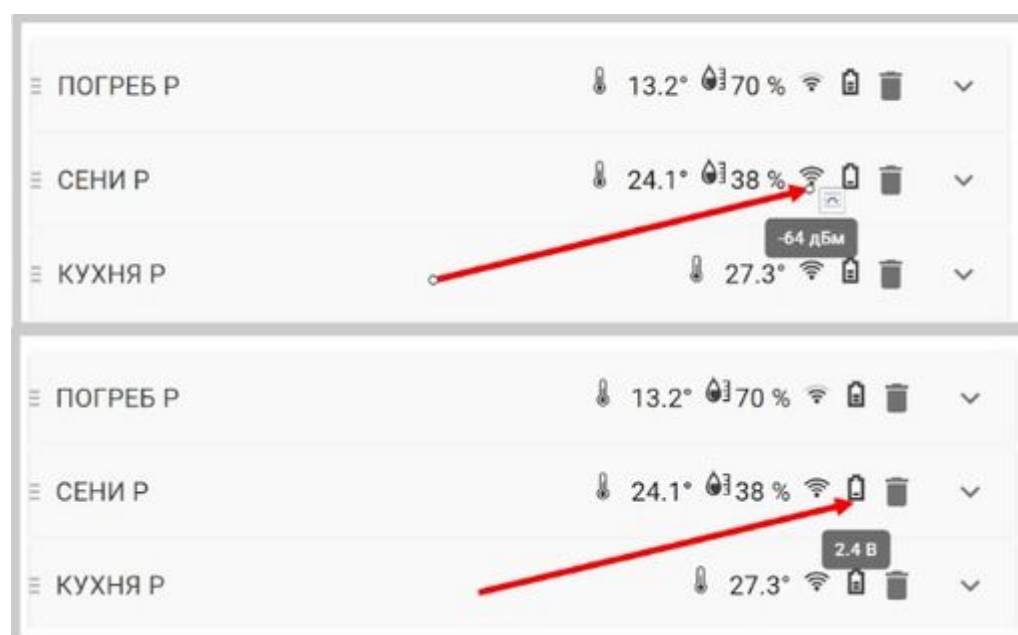 ПОГРЕБ Р 13.2° 70 %
СЕНИ Р 24.1° 38 %
-64 дБм
КУХНЯ Р 27.3°
ПОГРЕБ Р 13.2° 70 %
СЕНИ Р 24.1° 38 %
2.4 В
КУХНЯ Р 27.3°